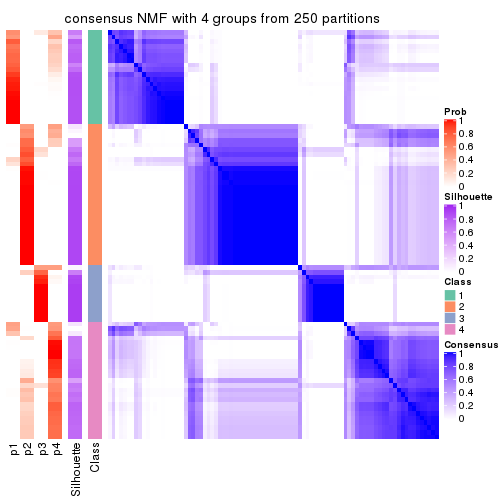 consensus NMF with 4 groups from 250 partitions
Prob
1
0.8
0.6
0.4
0.2
0
Silhouette
1
0.8
0.6
0.4
0.2
0
Class
1
2
3
4
Consensus
1
0.8
0.6
0.4
0.2
0
p1
p2
p3
p4
Silhouette
Class